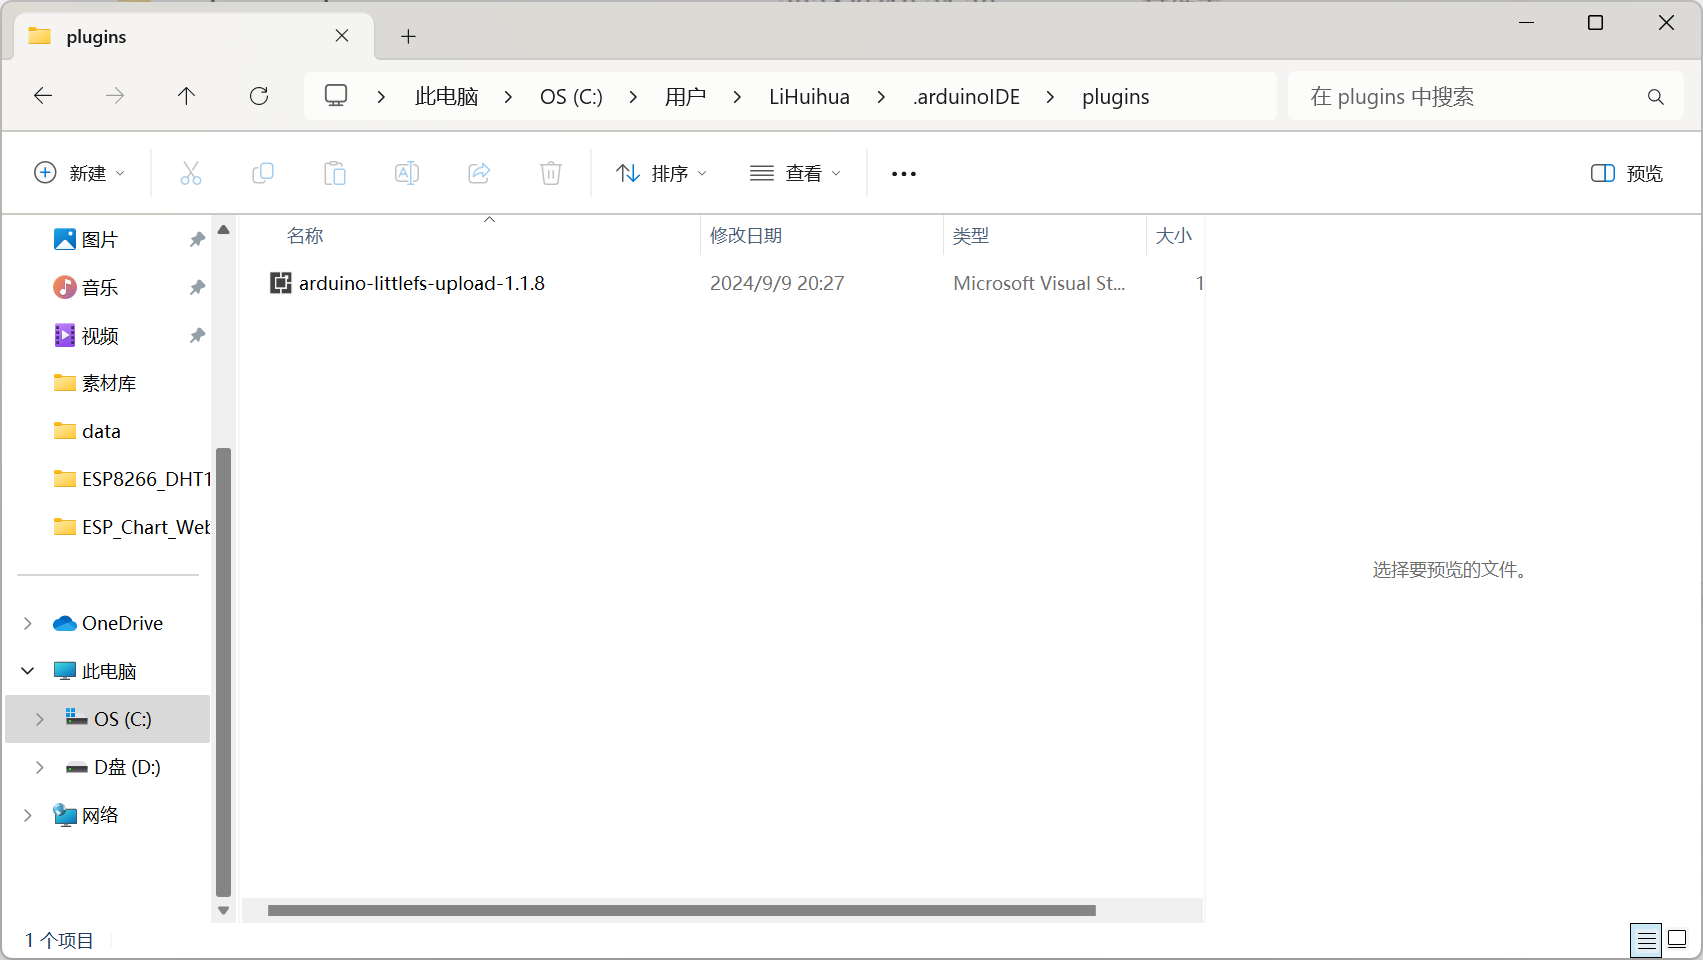 plugins
此电脑 OS (C:) 用户 LiHuihua .arduinoIDE plugins
在 plugins 中搜索
新建 排序 查看 预览
图片
音乐
视频
素材库
data
ESP8266_DHT1
ESP_Chart_Web
OneDrive
此电脑
OS (C:)
D盘 (D:)
网络
名称 修改日期 类型 大小
arduino-littlefs-upload-1.1.8 2024/9/9 20:27 Microsoft Visual St... 1
选择要预览的文件。
1 个项目